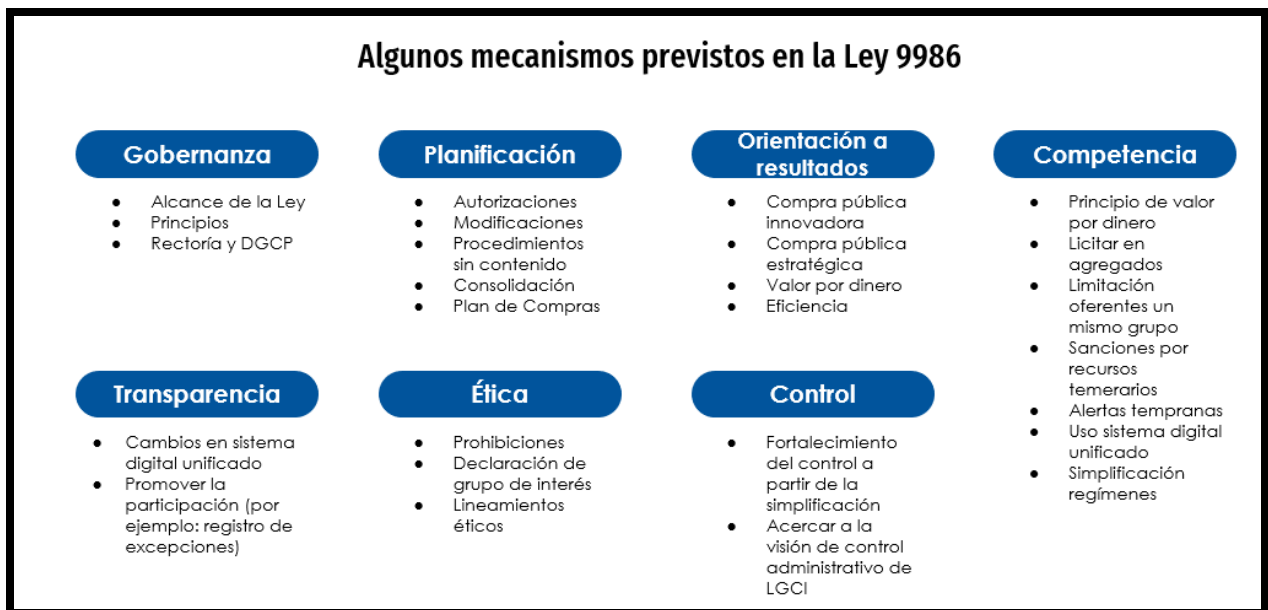 Algunos mecanismos previstos en la Ley 9986
Gobernanza
● Alcance de la Ley
● Principios
● Rectoría y DGCP
Planificación
● Autorizaciones
● Modificaciones
● Procedimientos
sin contenido
● Consolidación
● Plan de Compras
Orientación a
resultados
● Compra pública
innovadora
● Compra pública
estratégica
● Valor por dinero
● Eficiencia
Competencia
● Principio de valor
por dinero
● Licitar en
agregados
● Limitación
oferentes un
mismo grupo
● Sanciones por
recursos
temerarios
● Alertas tempranas
● Uso sistema digital
unificado
● Simplificación
regímenes
Transparencia
● Cambios en sistema
digital unificado
● Promover la
participación (por
ejemplo: registro de
excepciones)
Ética
● Prohibiciones
● Declaración de
grupo de interés
● Lineamientos
éticos
Control
● Fortalecimiento
del control a
partir de la
simplificación
● Acercar a la
visión de control
administrativo de
LGCI